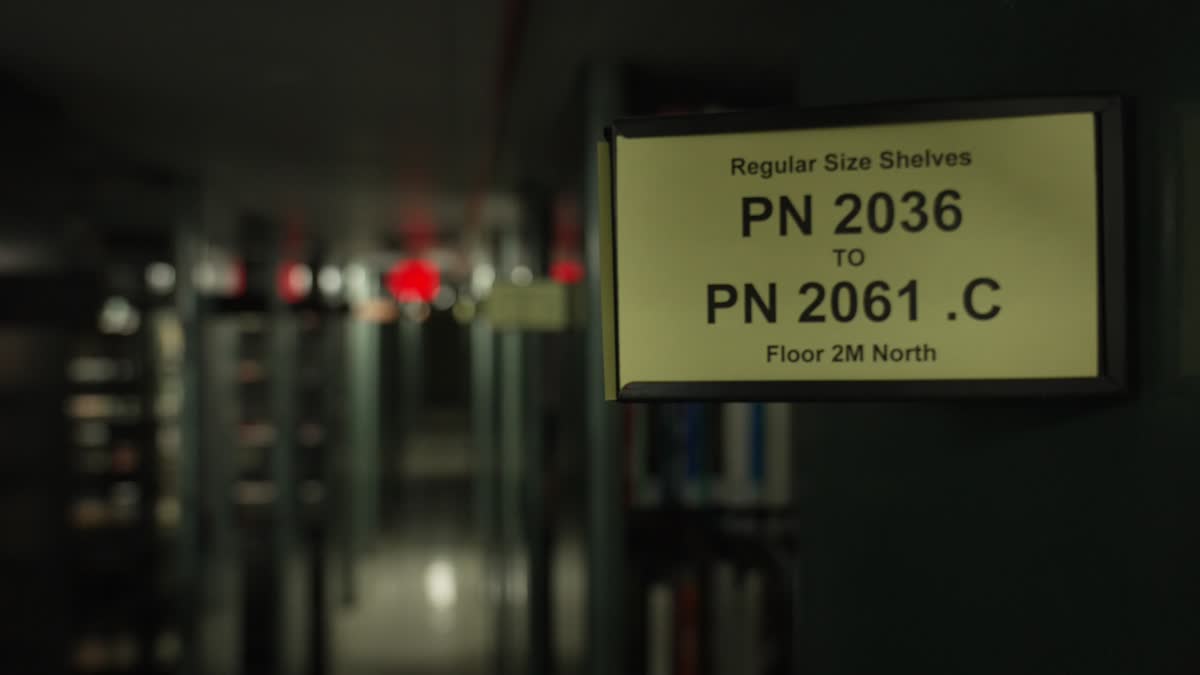 Regular Size Shelves
PN 2036
TO
PN 2061 .C
Floor 2M North